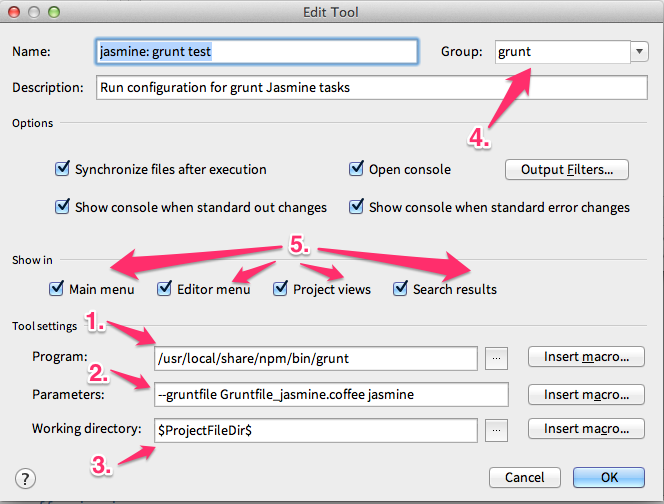 Edit Tool
Name: jasmine: grunt test Group: grunt
Description: Run configuration for grunt Jasmine tasks
4.
Options
Synchronize files after execution Open console Output Filters...
Show console when standard out changes Show console when standard error changes
5.
Show in
Main menu Editor menu Project views Search results
Tool settings
1.
Program: /usr/local/share/npm/bin/grunt ... Insert macro...
2.
Parameters: --gruntfile Gruntfile_jasmine.coffee jasmine Insert macro...
Working directory: $ProjectFileDir$ ... Insert macro...
3.
? Cancel OK